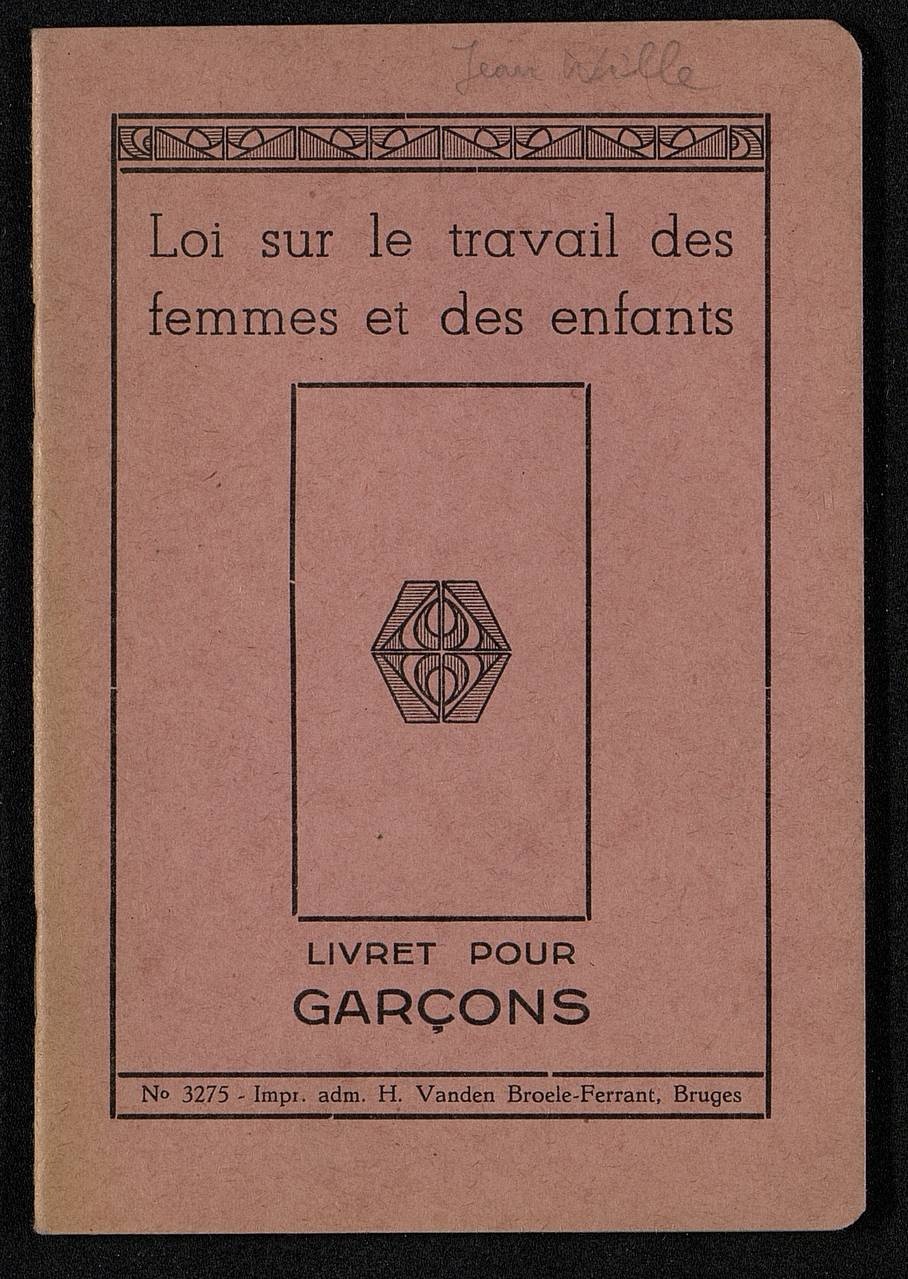 Jean
Loi sur le travail des
femmes et des enfants
LIVRET POUR
GARÇONS
Nº 3275 - Impr. adm. H. Vanden Broele-Ferrant, Bruges